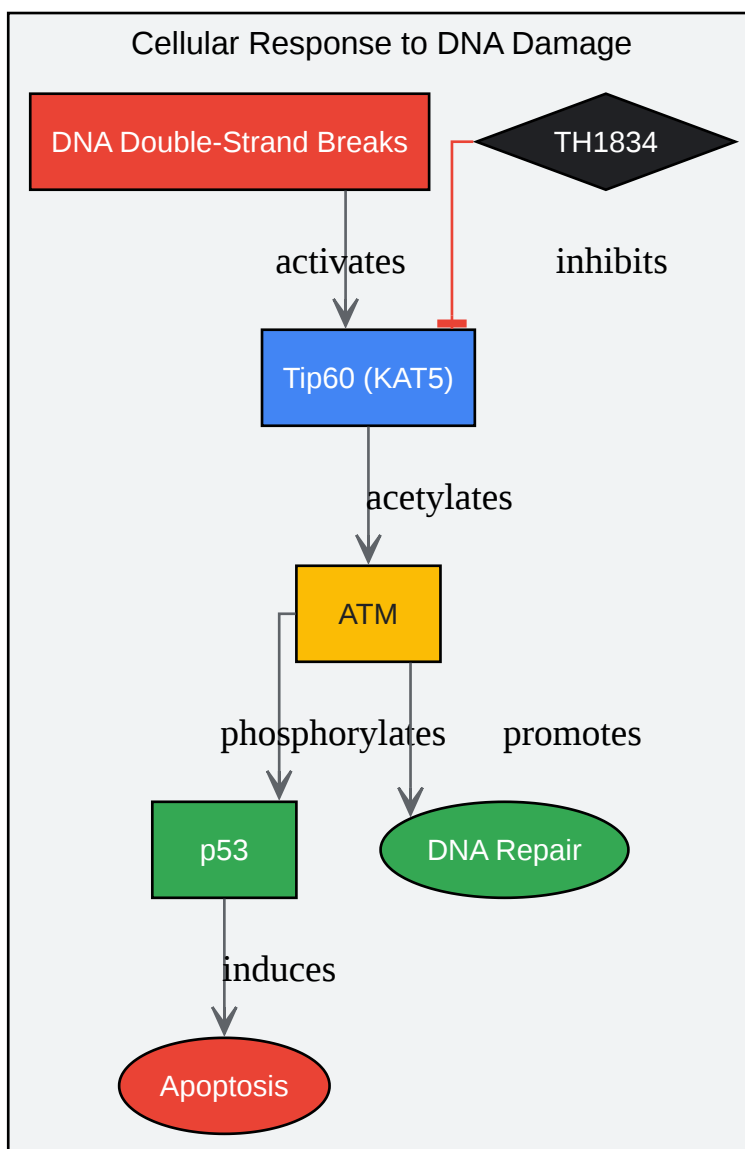 Cellular Response to DNA Damage
DNA Double-Strand Breaks
TH1834
activates
inhibits
Tip60 (KAT5)
acetylates
ATM
phosphorylates
promotes
p53
DNA Repair
induces
Apoptosis